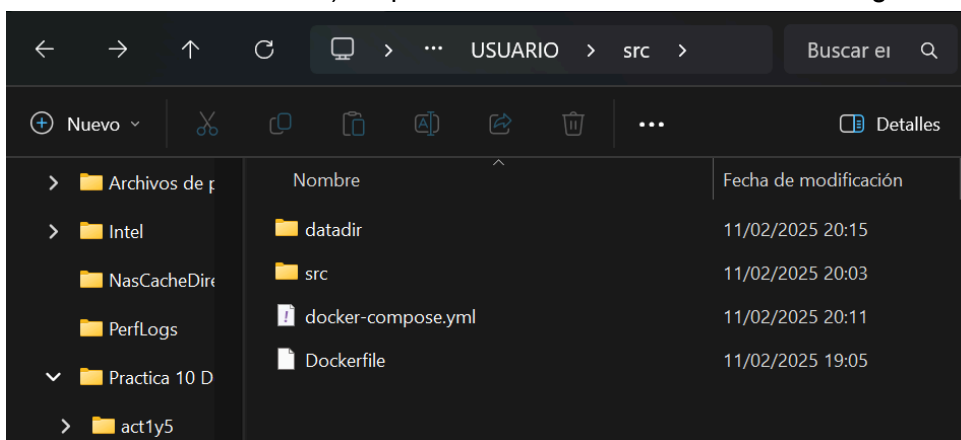 USUARIO > src >
Buscar en
Nuevo
Detalles
Nombre
Fecha de modificación
Archivos de p
Intel
NasCacheDire
PerfLogs
Practica 10 D
act1y5
datadir 11/02/2025 20:15
src 11/02/2025 20:03
docker-compose.yml 11/02/2025 20:11
Dockerfile 11/02/2025 19:05